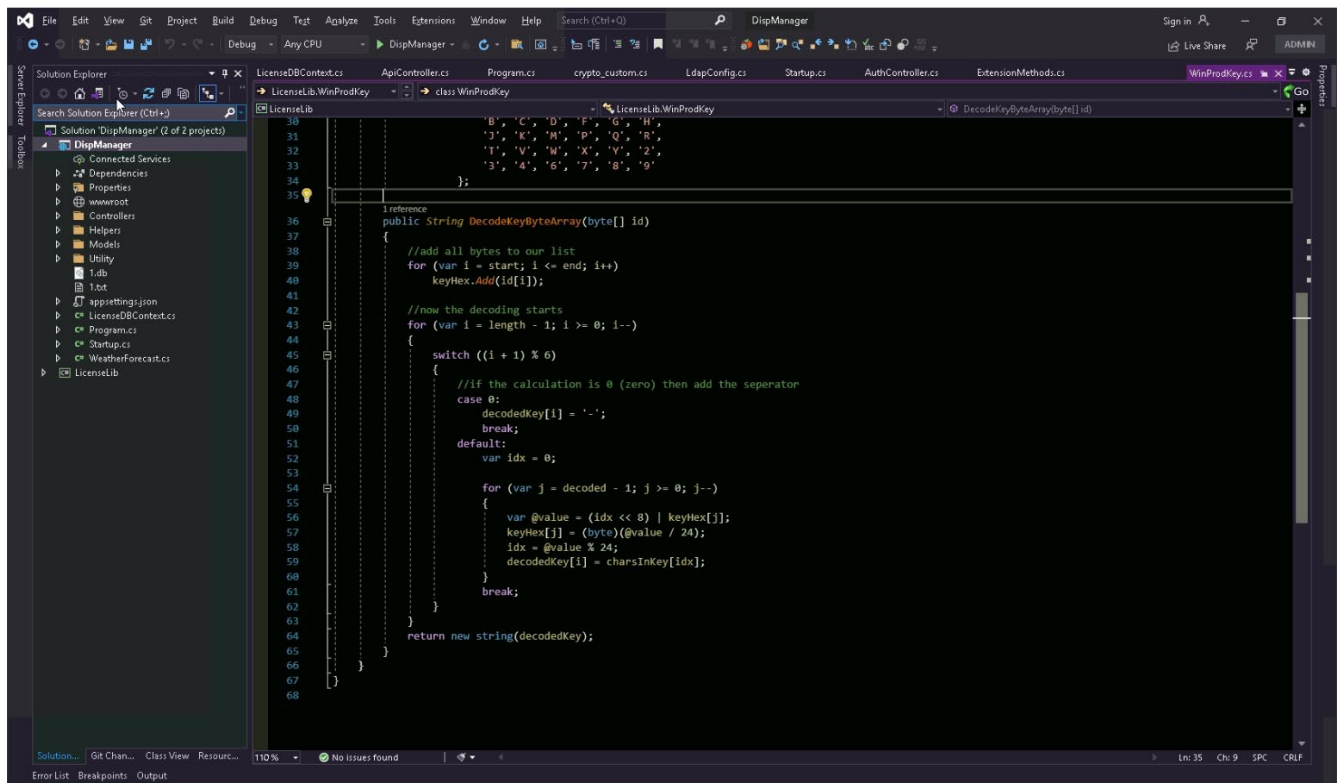 File Edit View Git Project Build Debug Test Analyze Tools Extensions Window Help Search (Ctrl+Q) DispManager Sign in
Debug Any CPU DispManager Live Share ADMIN
Server Explorer
Toolbox
Solution Explorer
Search Solution Explorer (Ctrl+;)
Solution 'DispManager' (2 of 2 projects)
DispManager
Connected Services
Dependencies
Properties
wwwroot
Controllers
Helpers
Models
Utility
1.db
1.txt
appsettings.json
LicenseDBContext.cs
Program.cs
Startup.cs
WeatherForecast.cs
LicenseLib
Solution... Git Chan... Class View Resourc...
LicenseDBContext.cs ApiController.cs Program.cs crypto_custom.cs LdapConfig.cs Startup.cs AuthController.cs ExtensionMethods.cs WinProdKey.cs
LicenseLib.WinProdKey class WinProdKey Go
LicenseLib LicenseLib.WinProdKey DecodeKeyByteArray(byte[] id)
30 'B', 'C', 'D', 'F', 'G', 'H',
31 'J', 'K', 'M', 'P', 'Q', 'R',
32 'T', 'V', 'W', 'X', 'Y', '2',
33 '3', '4', '6', '7', '8', '9'
34 };
35
1 reference
36 public String DecodeKeyByteArray(byte[] id)
37 {
38 //add all bytes to our list
39 for (var i = start; i <= end; i++)
40 keyHex.Add(id[i]);
41
42 //now the decoding starts
43 for (var i = length - 1; i >= 0; i--)
44 {
45 switch ((i + 1) % 6)
46 {
47 //if the calculation is 0 (zero) then add the seperator
48 case 0:
49 decodedKey[i] = '-';
50 break;
51 default:
52 var idx = 0;
53
54 for (var j = decoded - 1; j >= 0; j--)
55 {
56 var @value = (idx << 8) | keyHex[j];
57 keyHex[j] = (byte)(@value / 24);
58 idx = @value % 24;
59 decodedKey[i] = charsInKey[idx];
60 }
61 break;
62 }
63 }
64 return new string(decodedKey);
65 }
66 }
67 }
68
110 % No issues found Ln: 35 Ch: 9 SPC CRLF
Properties
Error List Breakpoints Output